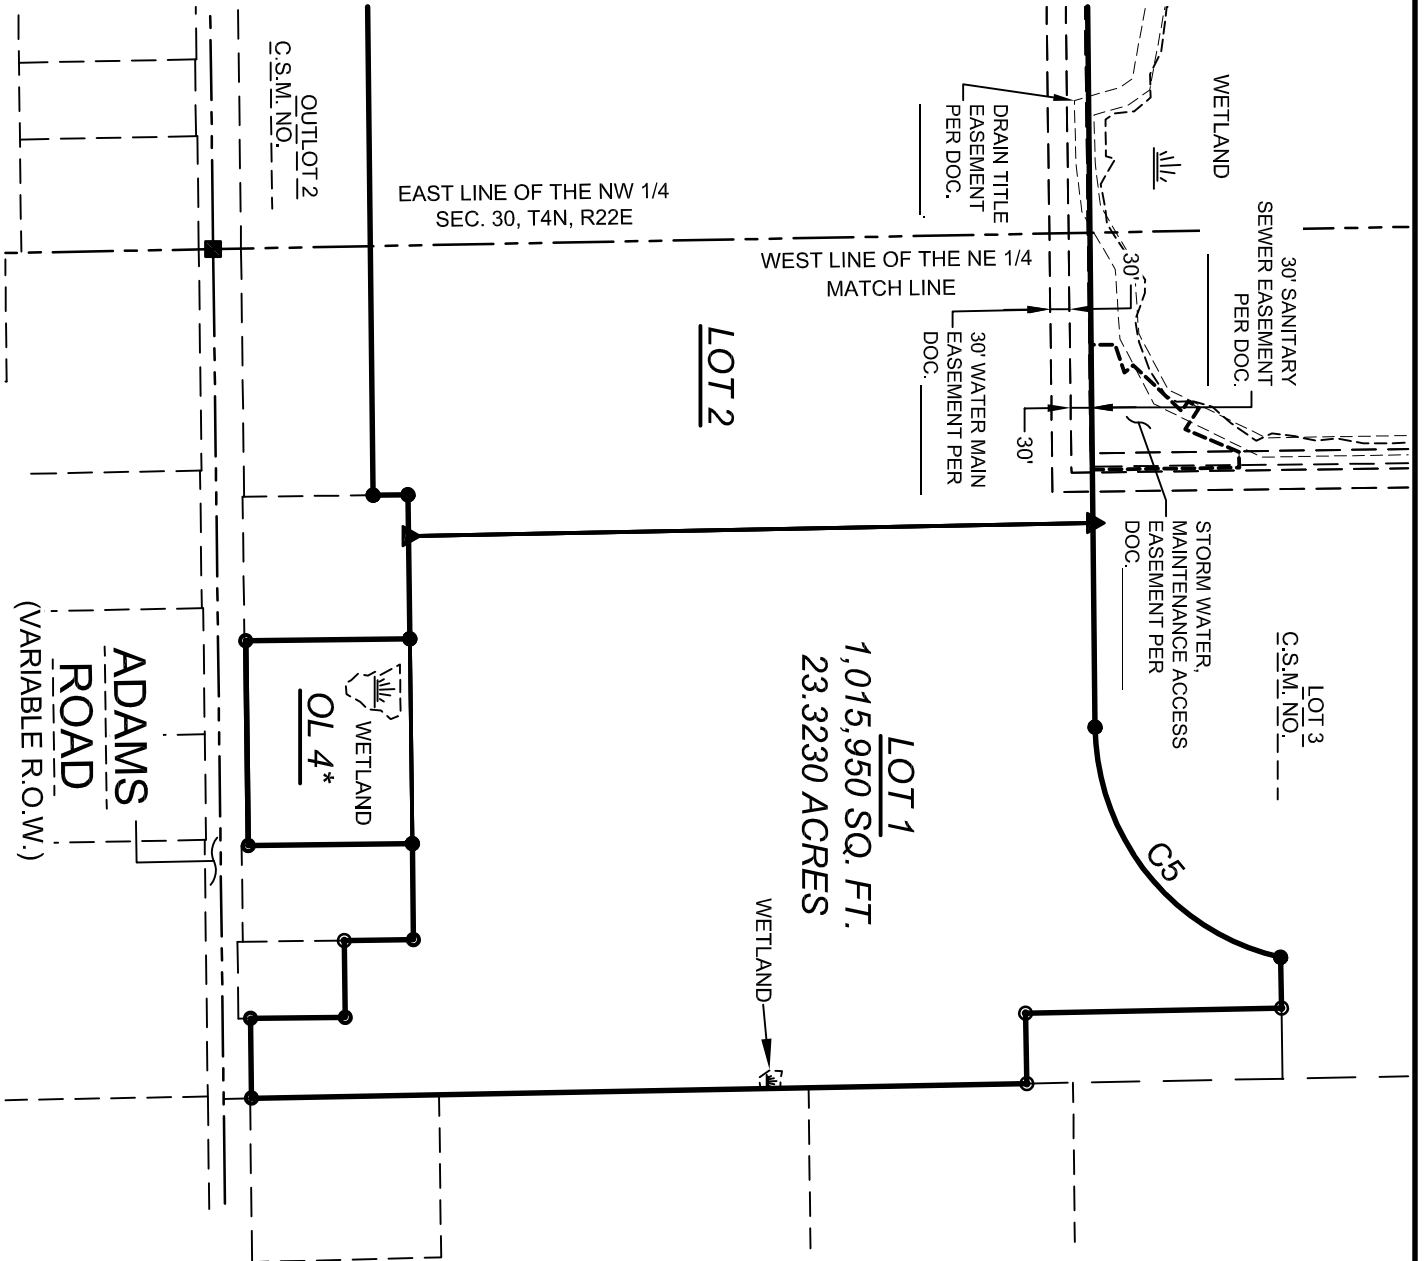 OUTLOT 2
C.S.M. NO.
EAST LINE OF THE NW 1/4
SEC. 30, T4N, R22E
WEST LINE OF THE NE 1/4
MATCH LINE
DRAIN TITLE
EASEMENT
PER DOC.
.
WETLAND
30' SANITARY
SEWER EASEMENT
PER DOC.
30'
30' WATER MAIN
EASEMENT PER
DOC.
30'
LOT 2
STORM WATER,
MAINTENANCE ACCESS
EASEMENT PER
DOC.
LOT 3
C.S.M. NO.
C5
LOT 1
1,015,950 SQ. FT.
23.3230 ACRES
WETLAND
WETLAND
OL 4*
ADAMS
ROAD
(VARIABLE R.O.W.)